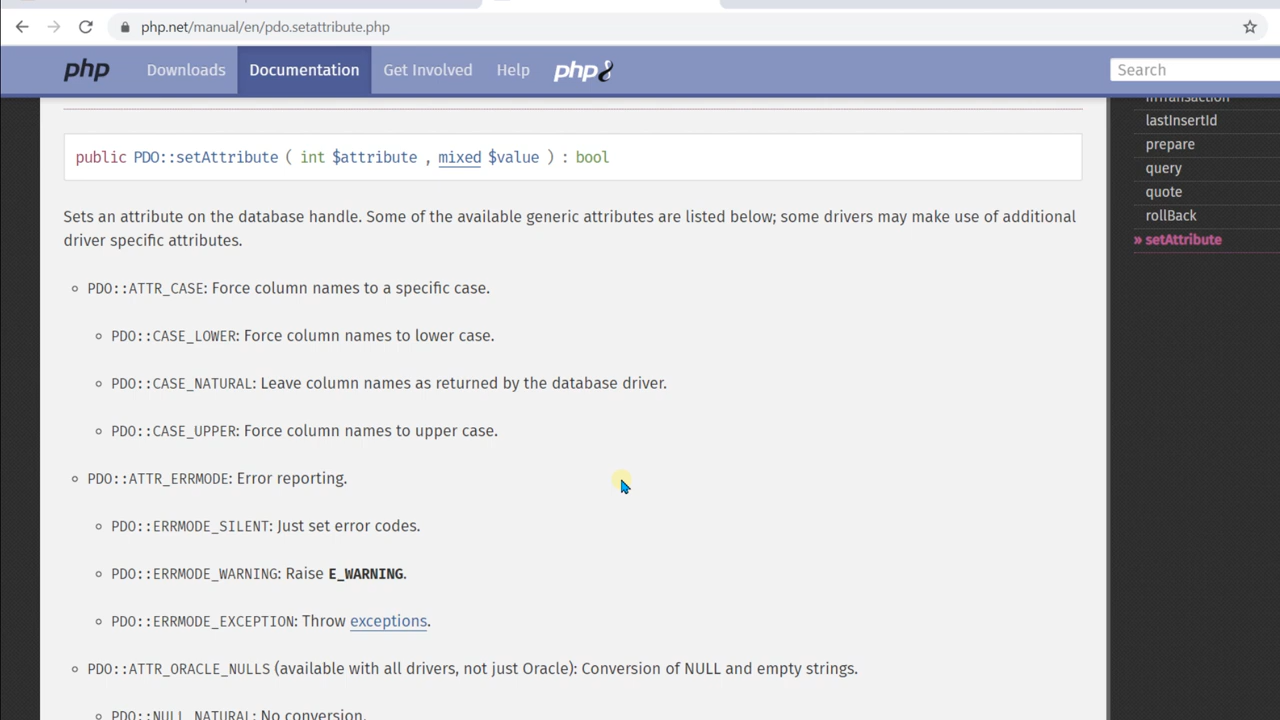 php.net/manual/en/pdo.setattribute.php
php Downloads Documentation Get Involved Help php8 Search
public PDO::setAttribute ( int $attribute , mixed $value ) : bool
Sets an attribute on the database handle. Some of the available generic attributes are listed below; some drivers may make use of additional
driver specific attributes.
PDO::ATTR_CASE: Force column names to a specific case.
PDO::CASE_LOWER: Force column names to lower case.
PDO::CASE_NATURAL: Leave column names as returned by the database driver.
PDO::CASE_UPPER: Force column names to upper case.
PDO::ATTR_ERRMODE: Error reporting.
PDO::ERRMODE_SILENT: Just set error codes.
PDO::ERRMODE_WARNING: Raise E_WARNING.
PDO::ERRMODE_EXCEPTION: Throw exceptions.
PDO::ATTR_ORACLE_NULLS (available with all drivers, not just Oracle): Conversion of NULL and empty strings.
PDO::NULL_NATURAL: No conversion.
inTransaction
lastInsertId
prepare
query
quote
rollBack
» setAttribute